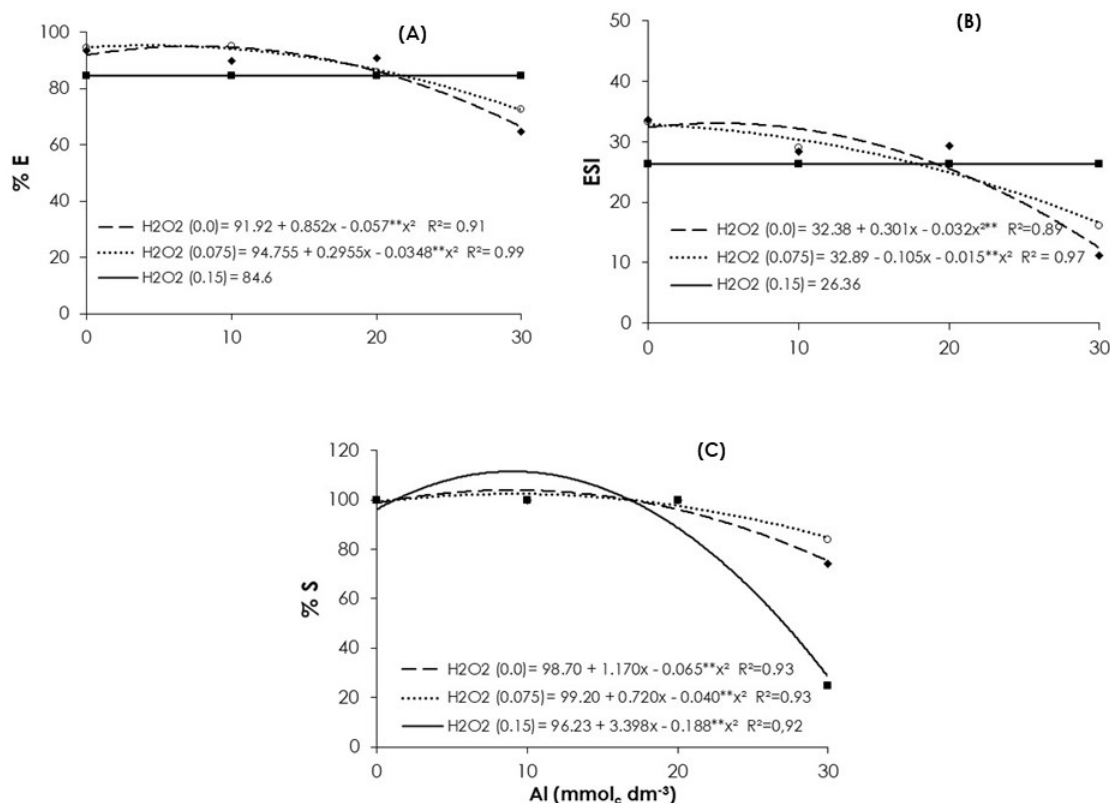 (A)
100
80
60
40
20
0
% E
H2O2 (0.0) = 91.92 + 0.852x - 0.057**x² R²= 0.91
H2O2 (0.075) = 94.755 + 0.2955x - 0.0348**x² R²= 0.99
H2O2 (0.15) = 84.6
0 10 20 30
(B)
50
40
30
20
10
0
ESI
H2O2 (0.0) = 32.38 + 0.301x - 0.032x²** R²=0.89
H2O2 (0.075) = 32.89 - 0.105x - 0.015**x² R² = 0.97
H2O2 (0.15) = 26.36
0 10 20 30
(C)
120
100
80
60
40
20
0
% S
H2O2 (0.0) = 98.70 + 1.170x - 0.065**x² R²=0.93
H2O2 (0.075) = 99.20 + 0.720x - 0.040**x² R²=0.93
H2O2 (0.15) = 96.23 + 3.398x - 0.188**x² R²=0,92
0 10 20 30
Al (mmol꜀ dm⁻³)